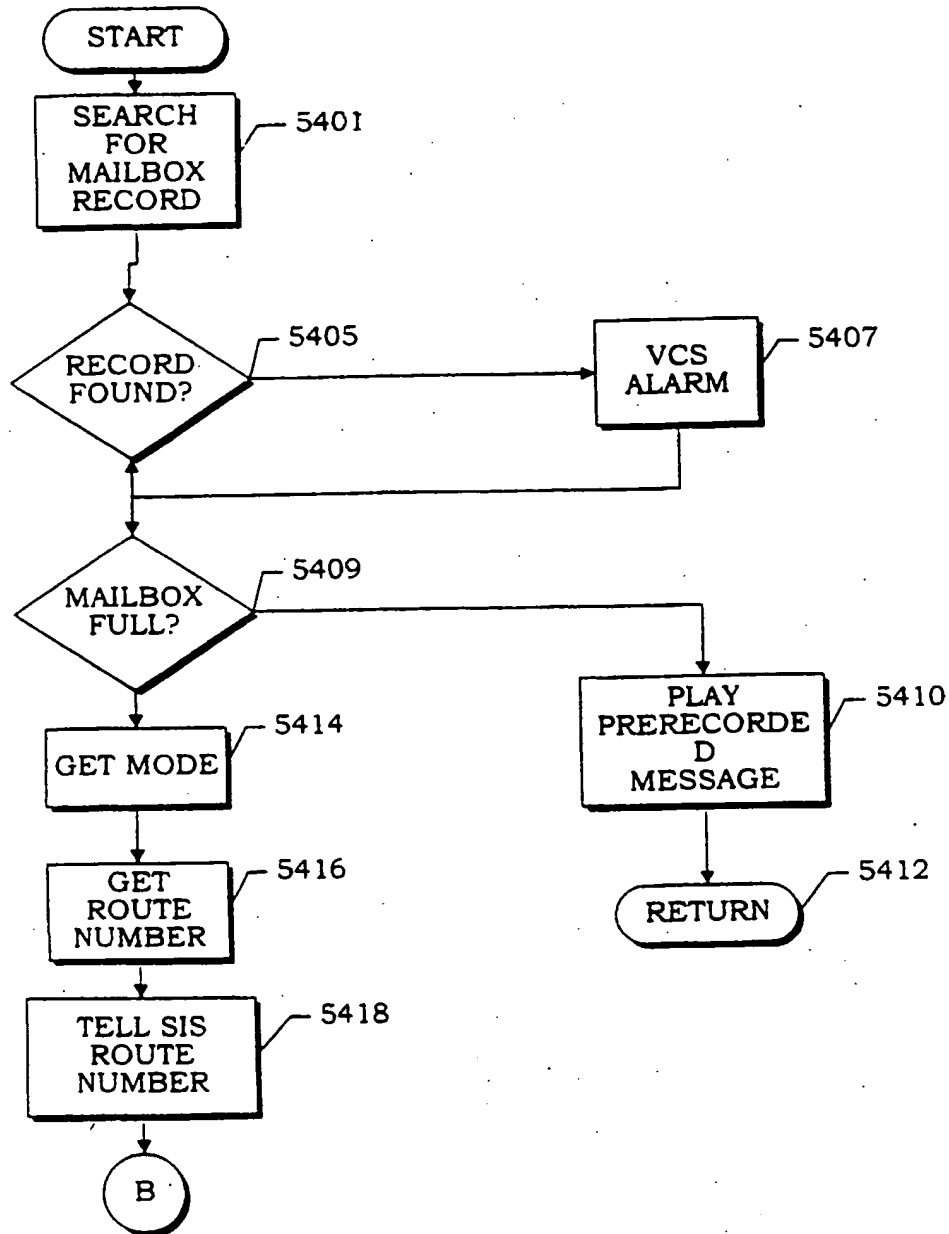 START
SEARCH
FOR
MAILBOX
RECORD
5401
RECORD
FOUND?
5405
VCS
ALARM
5407
MAILBOX
FULL?
5409
PLAY
PRERECORDE
D
MESSAGE
5410
GET MODE
5414
RETURN
5412
GET
ROUTE
NUMBER
5416
TELL SIS
ROUTE
NUMBER
5418
B